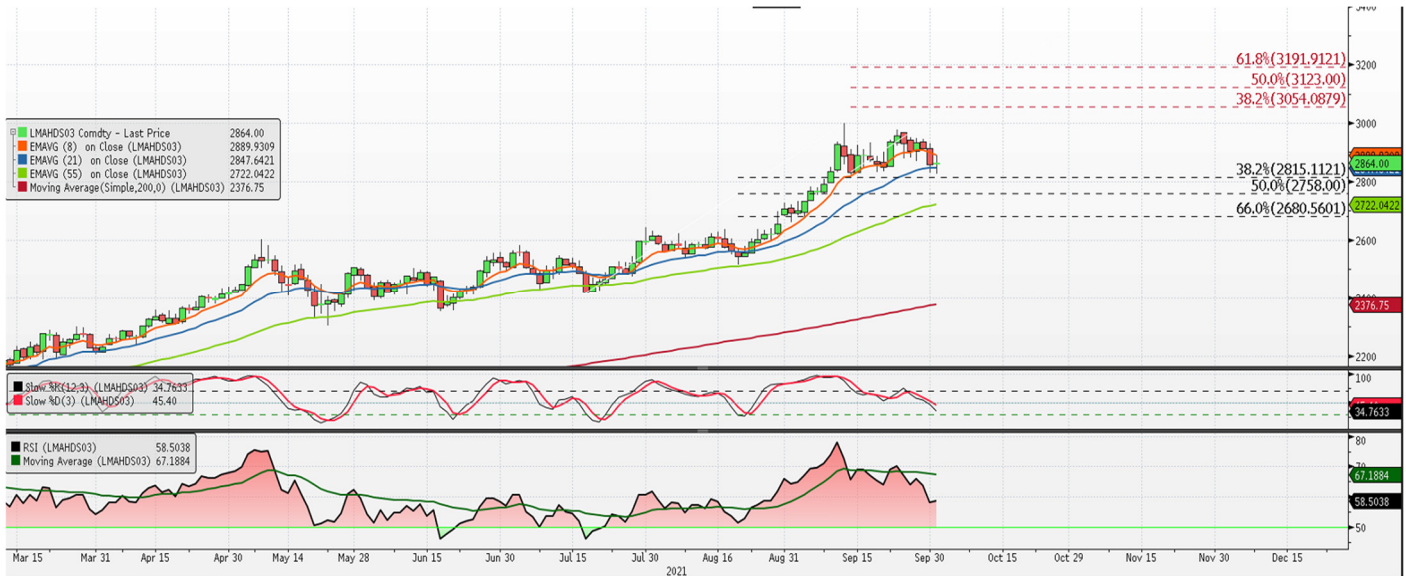 3400
61.8%(3191.9121)
3200
50.0%(3123.00)
38.2%(3054.0879)
3000
LMAHDS03 Comdty - Last Price 2864.00
EMAVG (8) on Close (LMAHDS03) 2889.9309
EMAVG (21) on Close (LMAHDS03) 2847.6421
EMAVG (55) on Close (LMAHDS03) 2722.0422
Moving Average(Simple,200,0) (LMAHDS03) 2376.75
2864.00
38.2%(2815.1121)
2800
50.0%(2758.00)
66.0%(2680.5601)
2722.0422
2600
2376.75
2200
Slow %K(12,3) (LMAHDS03) 34.7633
Slow %D(3) (LMAHDS03) 45.40
100
34.7633
RSI (LMAHDS03) 58.5038
Moving Average (LMAHDS03) 67.1884
80
70
67.1884
58.5038
50
Mar 15 Mar 31 Apr 15 Apr 30 May 14 May 28 Jun 15 Jun 30 Jul 15 Jul 30 Aug 16 Aug 31 Sep 15 Sep 30 Oct 15 Oct 29 Nov 15 Nov 30 Dec 15
2021